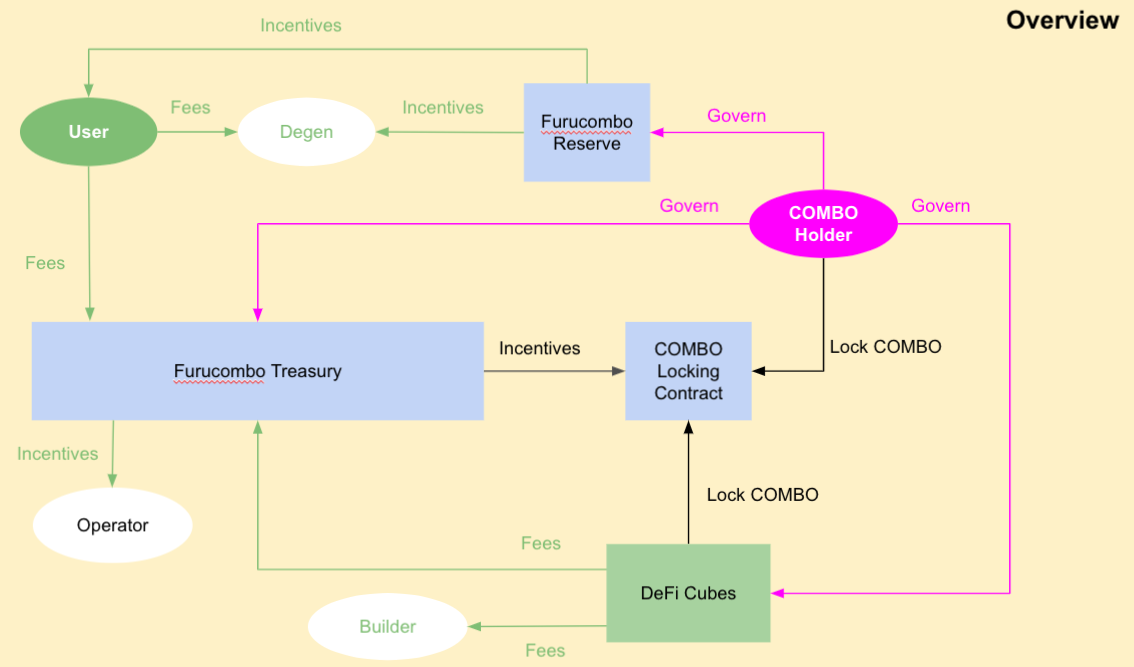 Overview
Incentives
Fees
Incentives
User
Degen
Furucombo
Reserve
Govern
Govern
COMBO
Holder
Govern
Fees
Furucombo Treasury
Incentives
COMBO
Locking
Contract
Lock COMBO
Incentives
Operator
Lock COMBO
Fees
DeFi Cubes
Builder
Fees